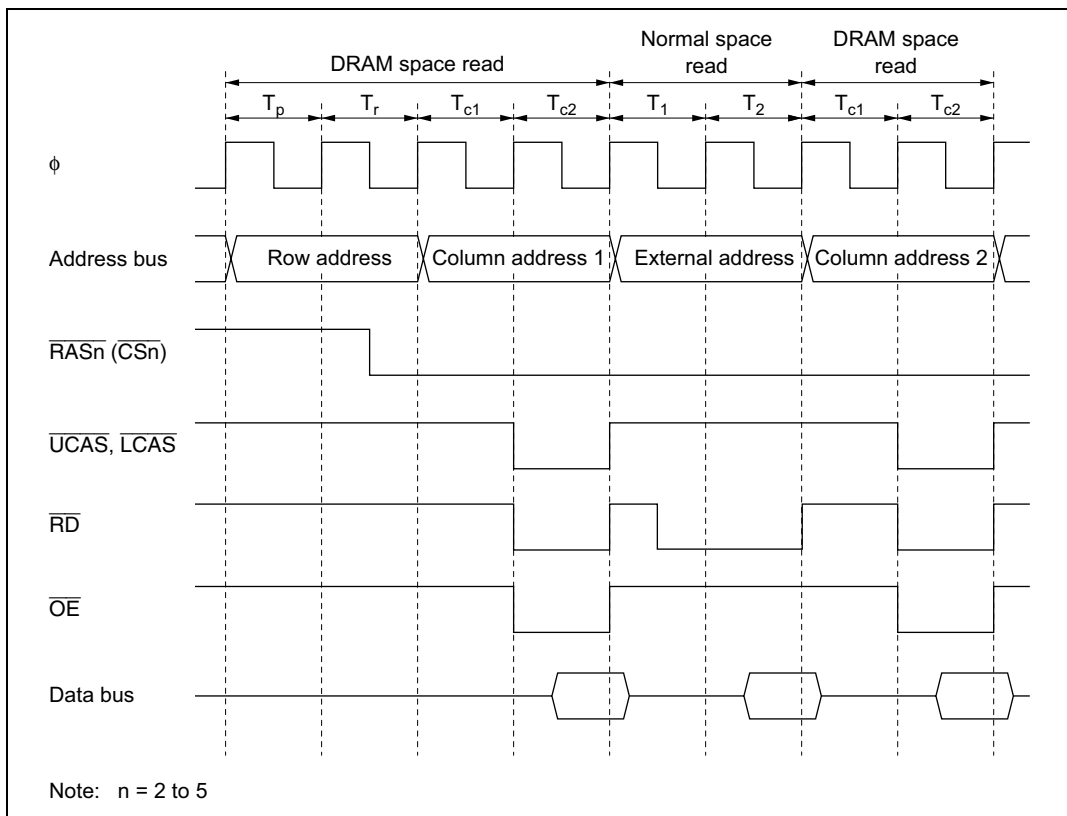 Normal space read
DRAM space read
DRAM space read
Tp Tr Tc1 Tc2 T1 T2 Tc1 Tc2
φ
Address bus
Row address Column address 1 External address Column address 2
RASn (CSn)
UCAS, LCAS
RD
OE
Data bus
Note: n = 2 to 5